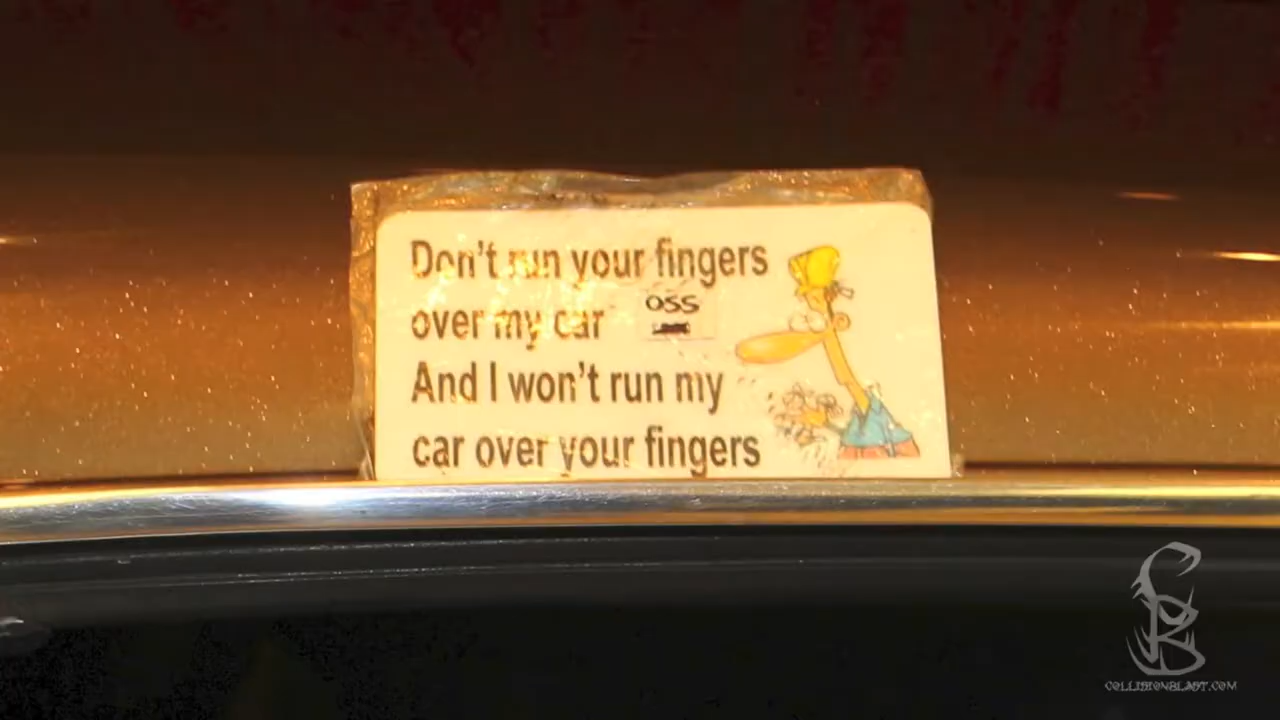 Don't run your fingers
over my car
OSS
And I won't run my
car over your fingers
COLLISIONBLAST.COM